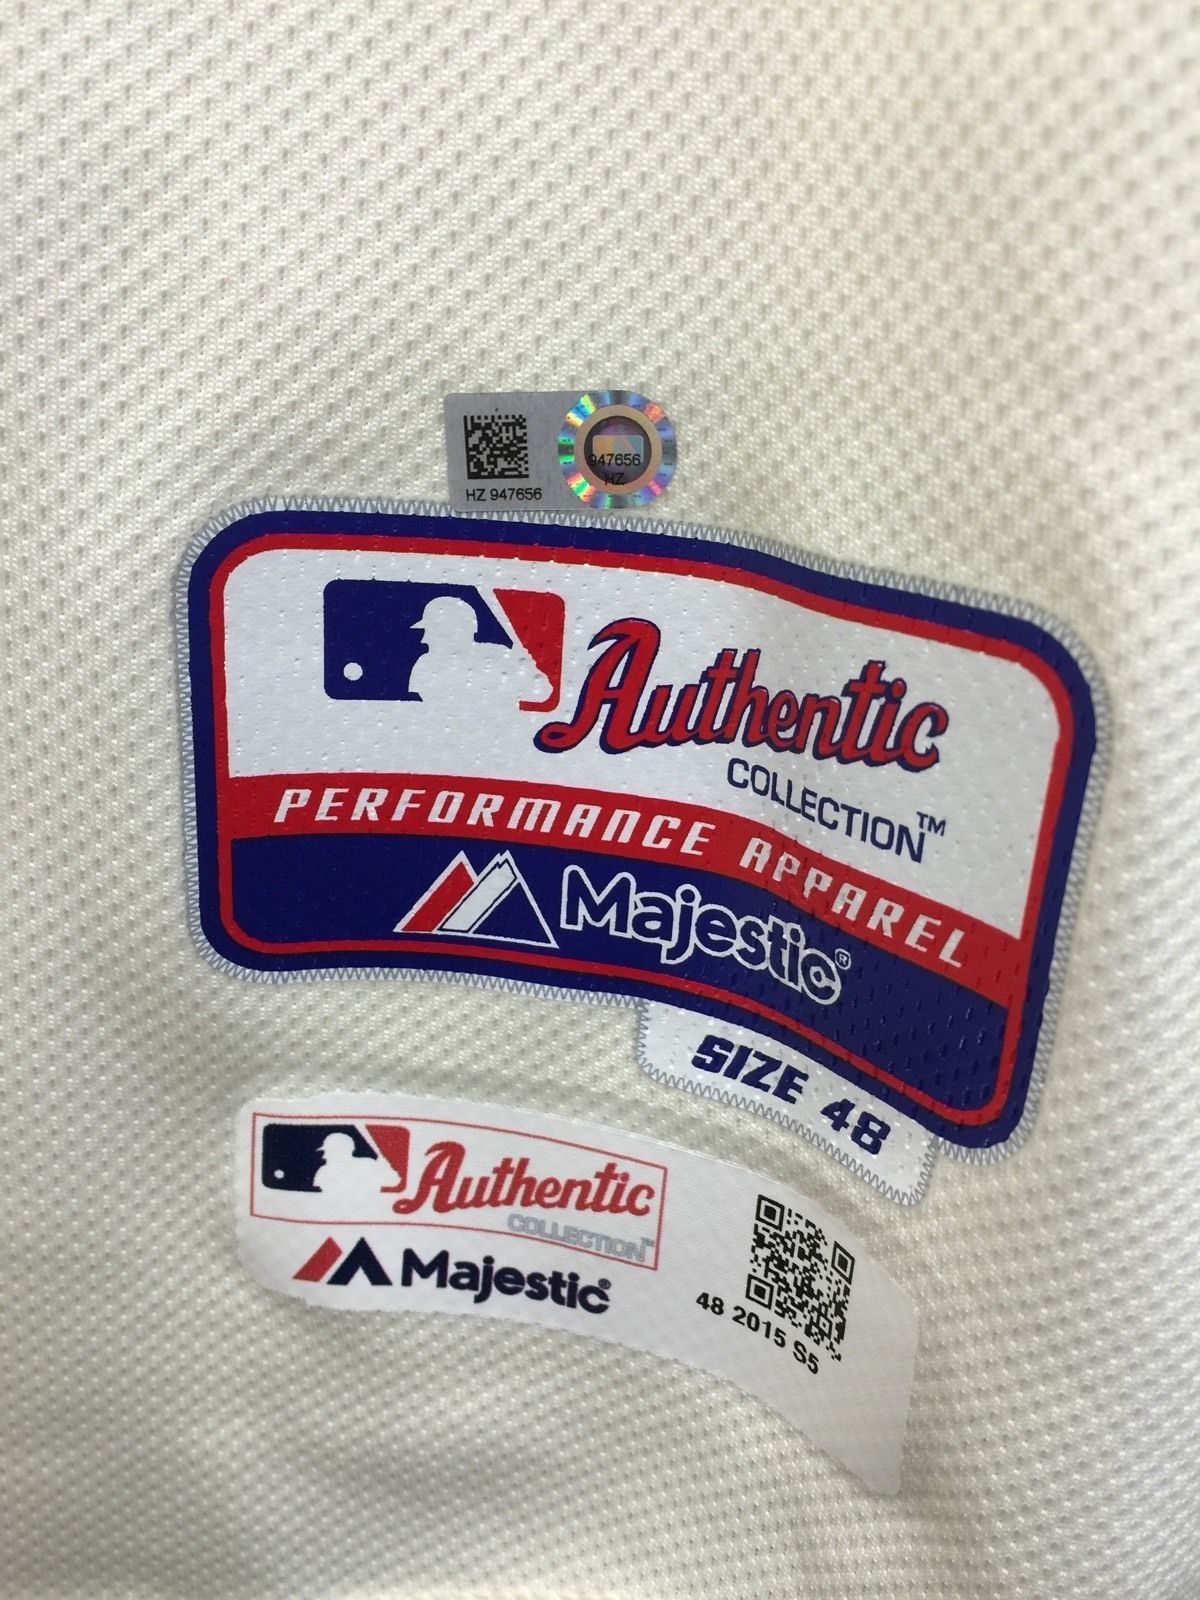 HZ 947656
947656
HZ
Authentic
COLLECTION™
PERFORMANCE APPAREL
Majestic®
SIZE 48
Authentic
COLLECTION™
Majestic®
48 2015 S5